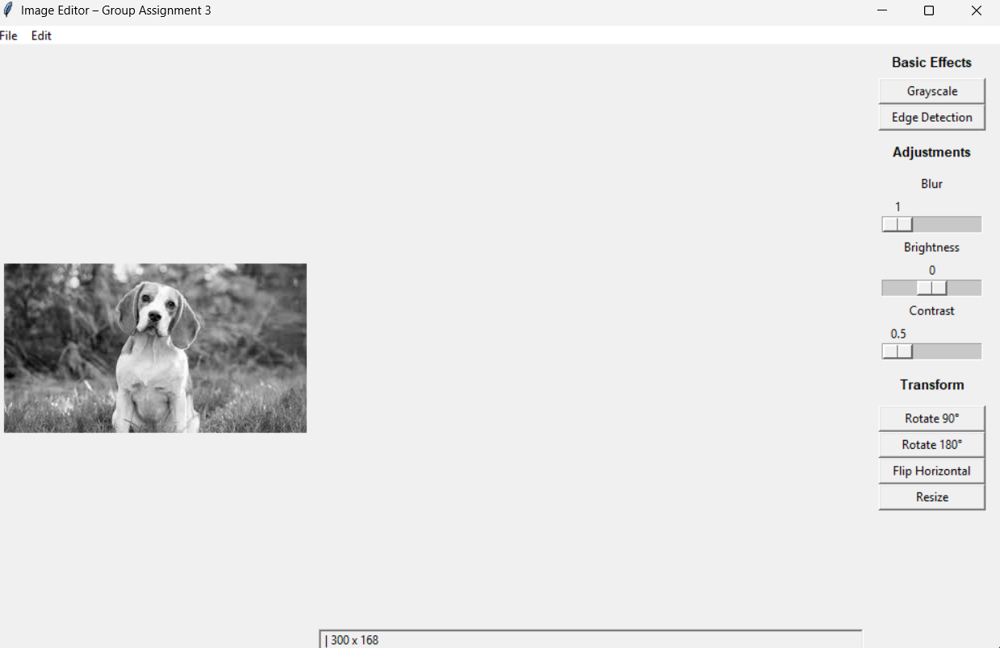 Image Editor – Group Assignment 3
File Edit
Basic Effects
Grayscale
Edge Detection
Adjustments
Blur
1
Brightness
0
Contrast
0.5
Transform
Rotate 90°
Rotate 180°
Flip Horizontal
Resize
| 300 x 168